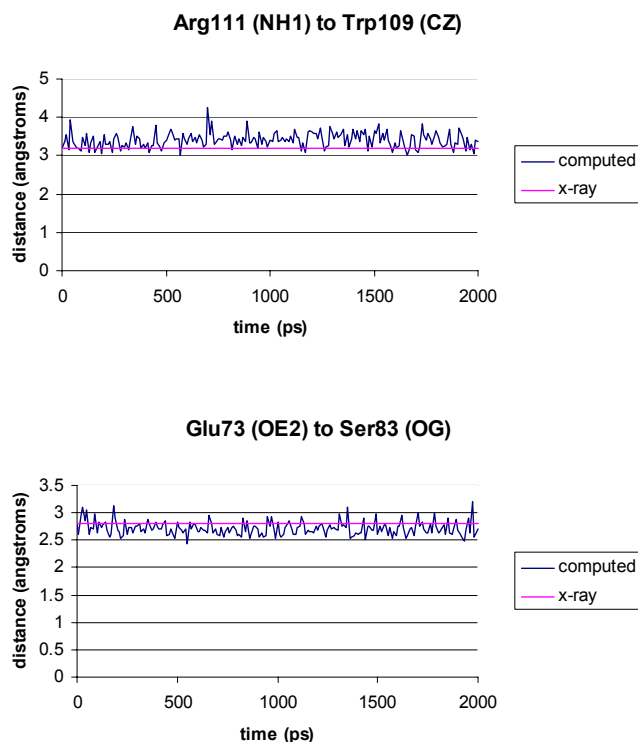 Arg111 (NH1) to Trp109 (CZ)
distance (angstroms)
5
4
3
2
1
0
0 500 1000 1500 2000
time (ps)
computed
x-ray
Glu73 (OE2) to Ser83 (OG)
distance (angstroms)
3.5
3
2.5
2
1.5
1
0.5
0
0 500 1000 1500 2000
time (ps)
computed
x-ray